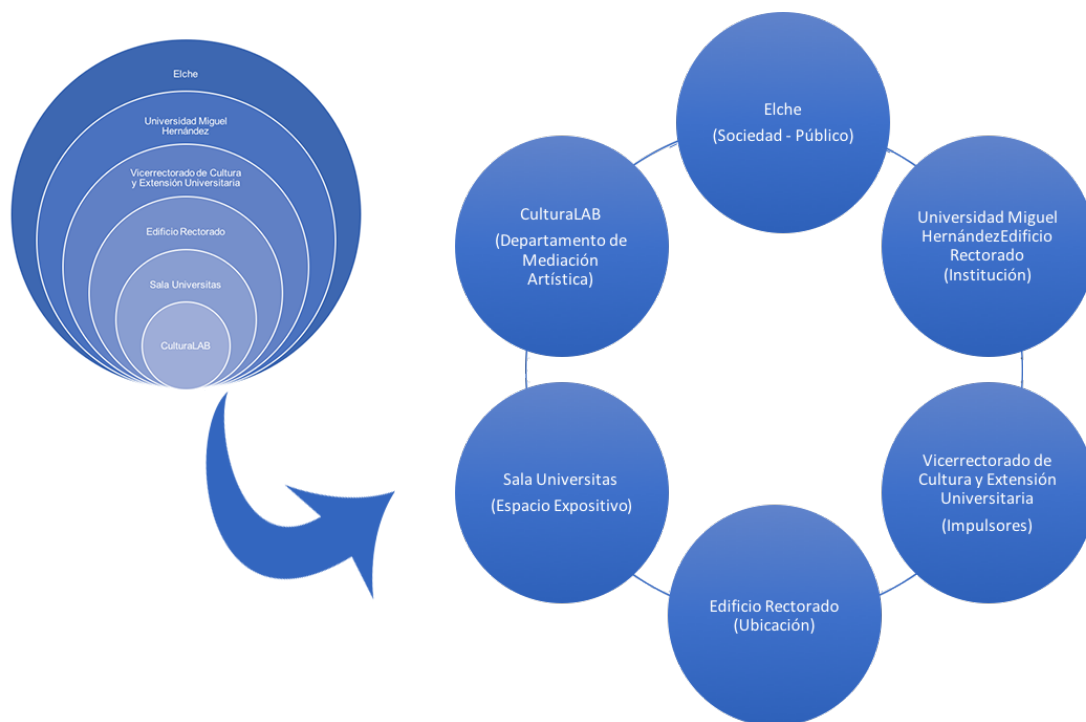 Elche
Universidad Miguel
Hernández
Vicerrectorado de Cultura
y Extensión Universitaria
Edificio Rectorado
Sala Universitas
CulturaLAB
Elche
(Sociedad - Público)
Universidad Miguel
HernándezEdificio
Rectorado
(Institución)
Vicerrectorado de
Cultura y Extensión
Universitaria
(Impulsores)
Edificio Rectorado
(Ubicación)
Sala Universitas
(Espacio Expositivo)
CulturaLAB
(Departamento de
Mediación
Artística)